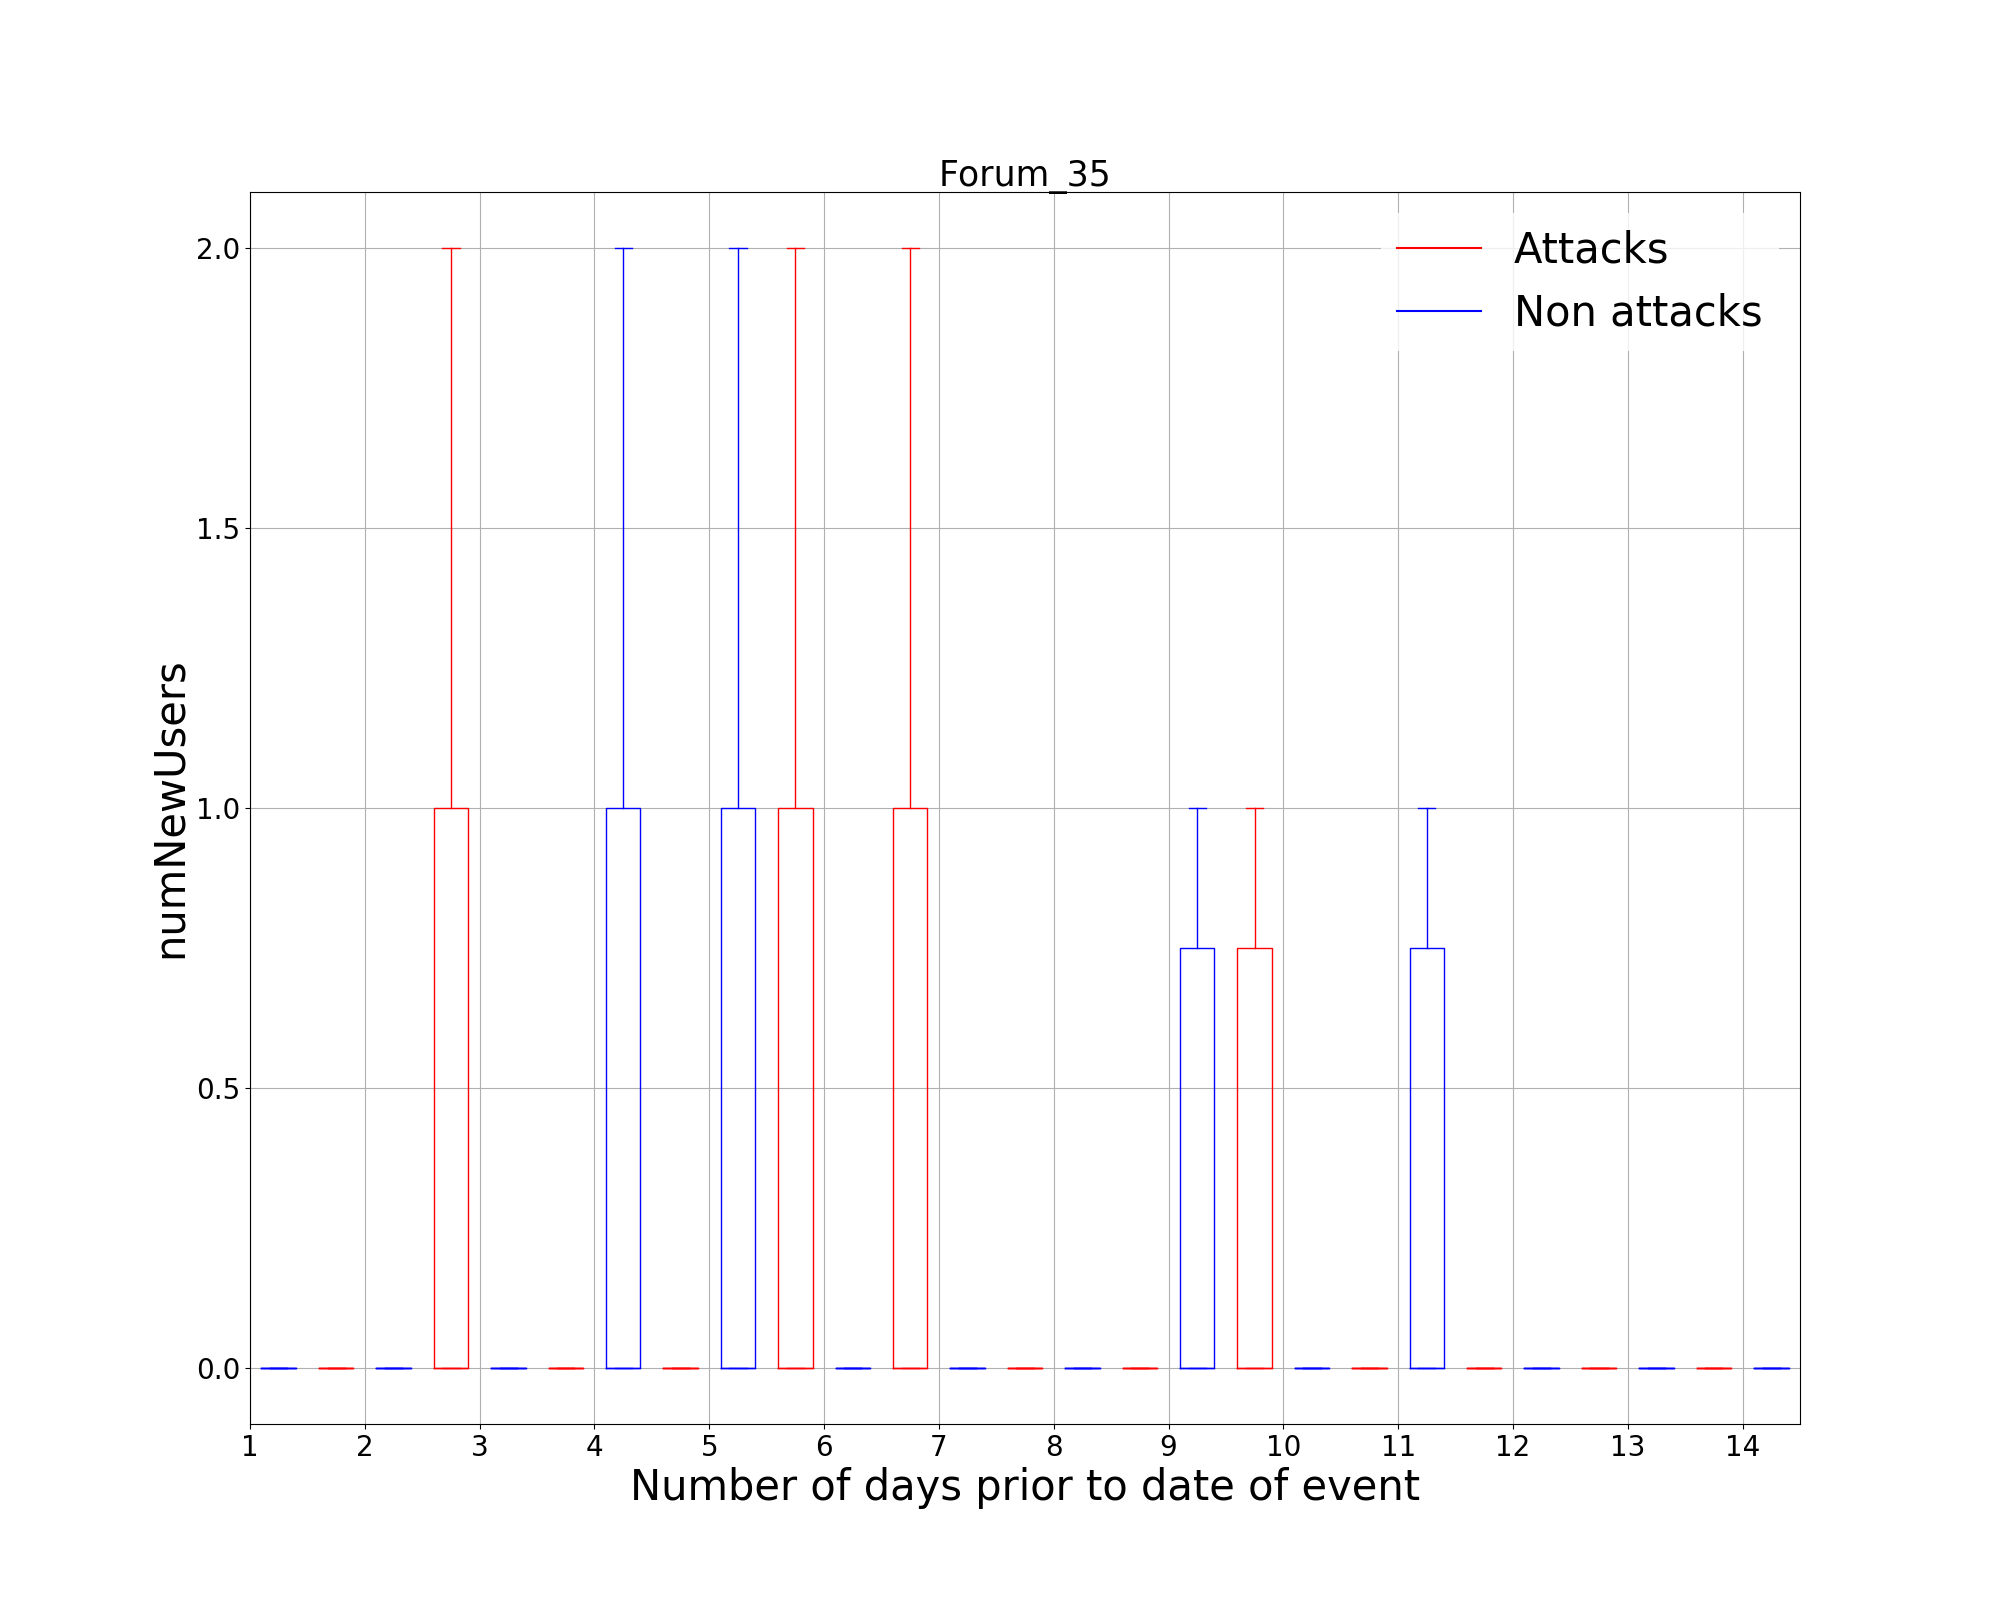 Forum_35
Attacks
Non attacks
numNewUsers
2.0
1.5
1.0
0.5
0.0
1 2 3 4 5 6 7 8 9 10 11 12 13 14
Number of days prior to date of event